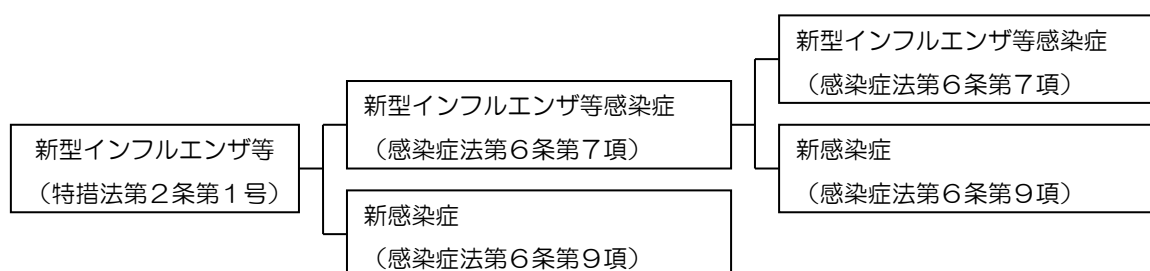 新型インフルエンザ等
（特措法第２条第１号）
新型インフルエンザ等感染症
（感染症法第６条第７項）
新感染症
（感染症法第６条第９項）
新型インフルエンザ等感染症
（感染症法第６条第７項）
新感染症
（感染症法第６条第９項）